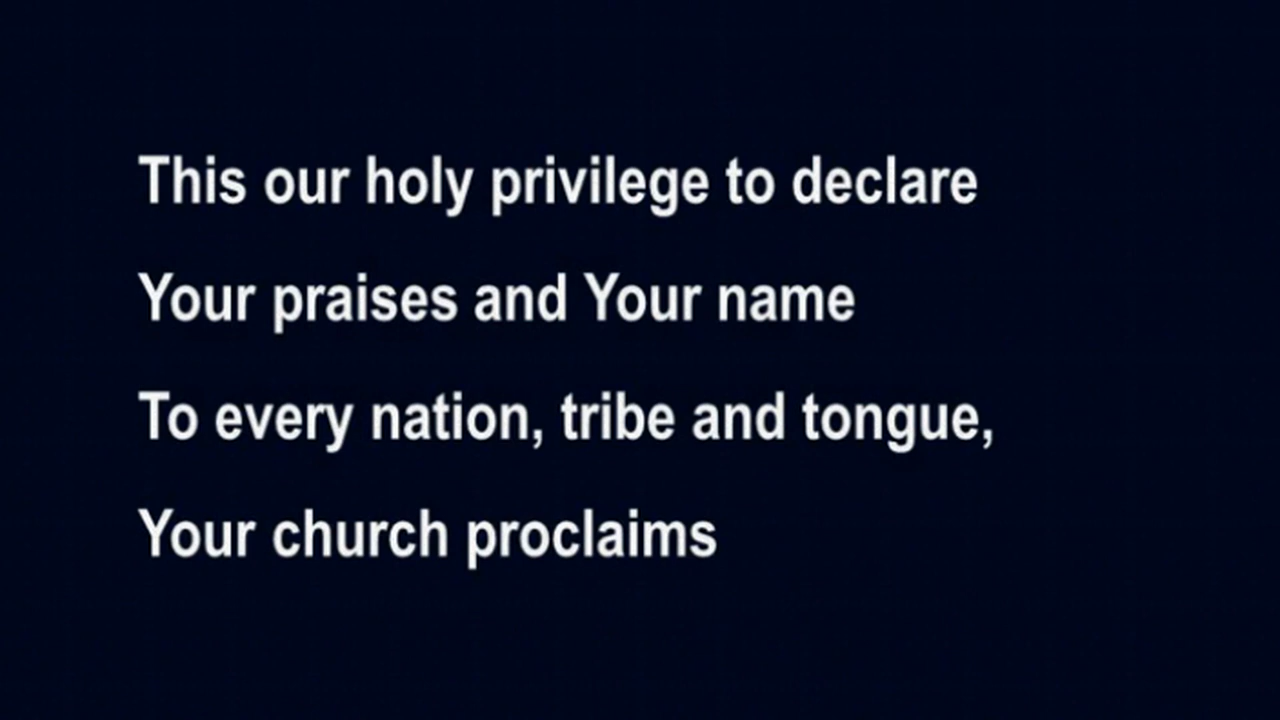 This our holy privilege to declare
Your praises and Your name
To every nation, tribe and tongue,
Your church proclaims